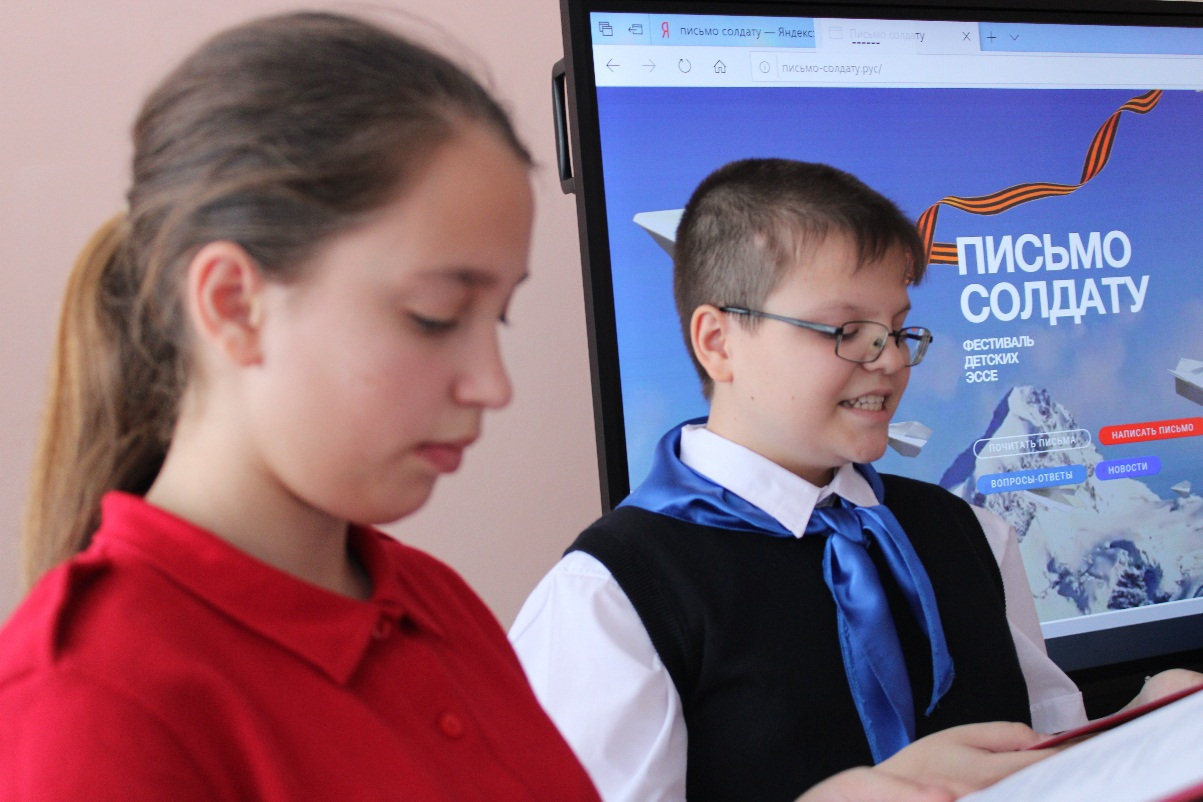 Я письмо солдату — Яндекс
Письмо солдату
письмо-солдату.рус/
ПИСЬМО
СОЛДАТУ
ФЕСТИВАЛЬ
ДЕТСКИХ
ЭССЕ
ПОЧИТАТЬ ПИСЬМА
НАПИСАТЬ ПИСЬМО
ВОПРОСЫ-ОТВЕТЫ
НОВОСТИ